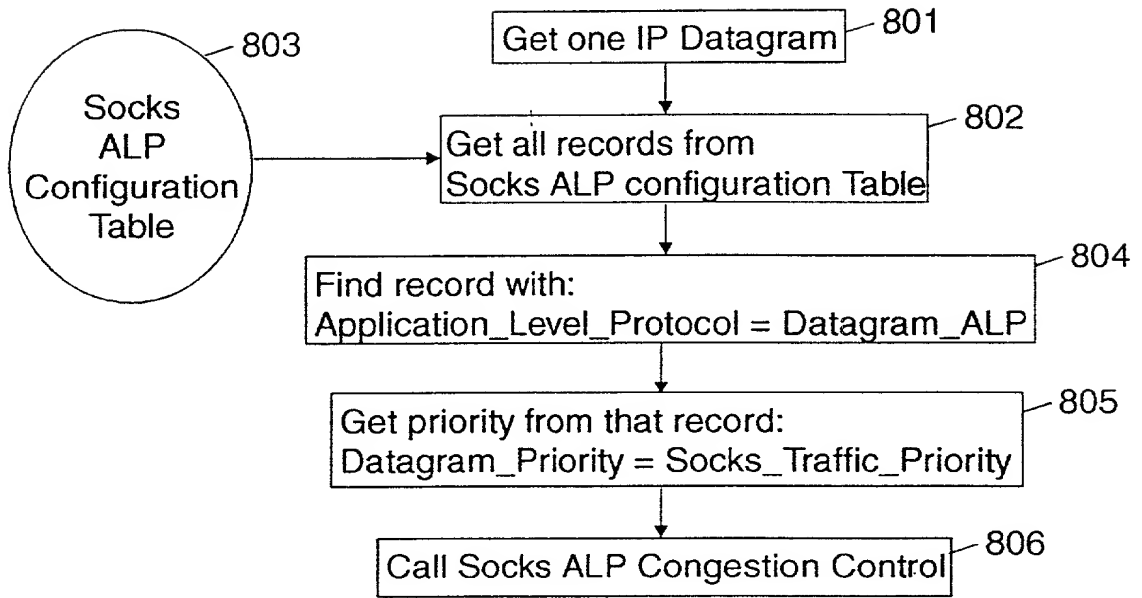 Get one IP Datagram
801
803
Socks
ALP
Configuration
Table
802
Get all records from
Socks ALP configuration Table
804
Find record with:
Application_Level_Protocol = Datagram_ALP
805
Get priority from that record:
Datagram_Priority = Socks_Traffic_Priority
806
Call Socks ALP Congestion Control